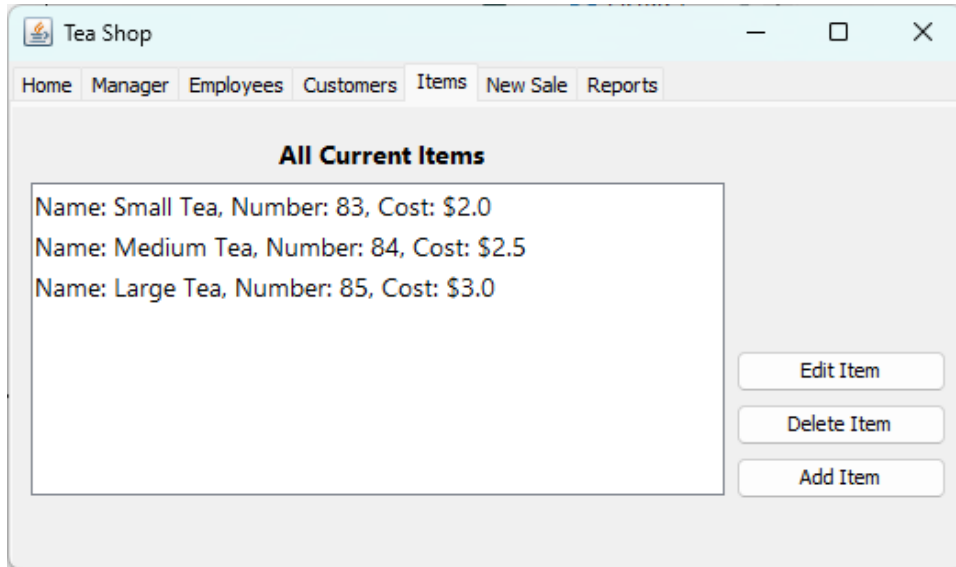 Tea Shop
Home Manager Employees Customers Items New Sale Reports
All Current Items
Name: Small Tea, Number: 83, Cost: $2.0
Name: Medium Tea, Number: 84, Cost: $2.5
Name: Large Tea, Number: 85, Cost: $3.0
Edit Item
Delete Item
Add Item